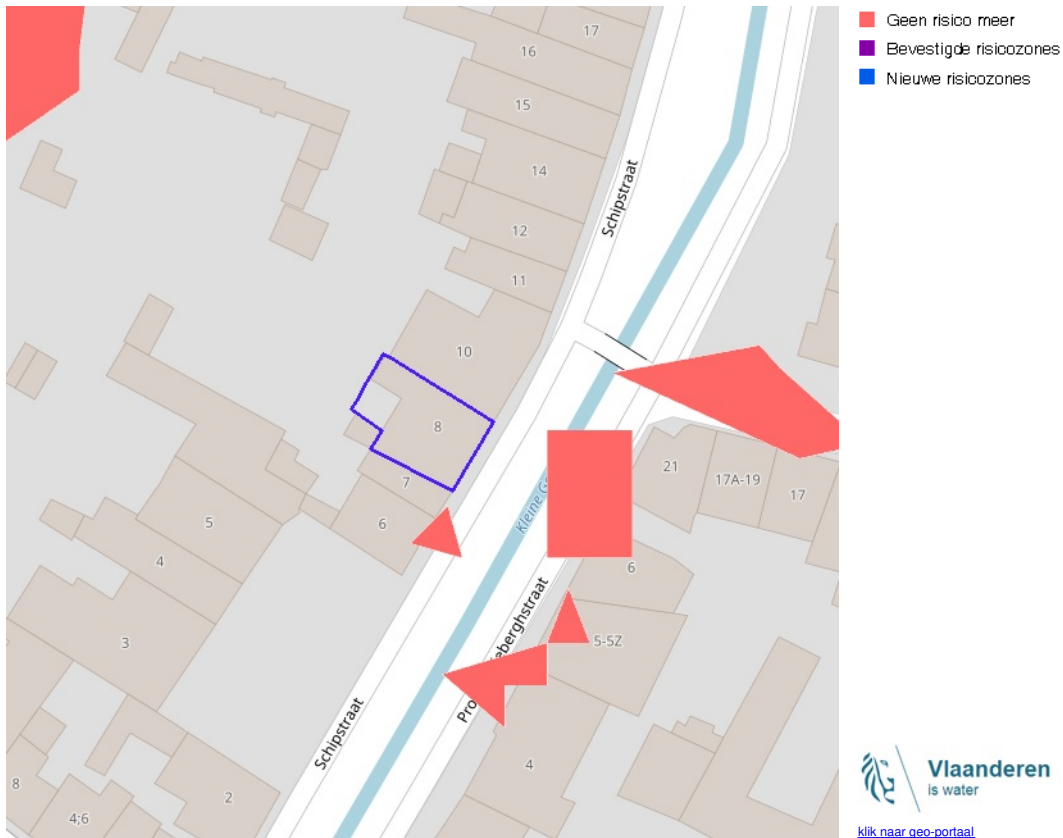 Geen risico meer
Bevestigde risicozones
Nieuwe risicozones
17
16
15
14
Schipstraat
12
11
10
8
7
6
5
4
3
2
8
4;6
Schipstraat
Kleine
21
17A-19
17
6
5-5Z
4
Vlaanderen
is water
klik naar geo-portaal